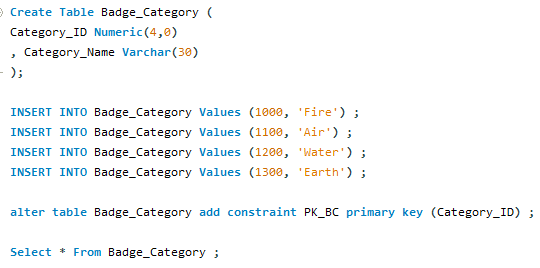 Create Table Badge_Category (
Category_ID Numeric(4,0)
, Category_Name Varchar(30)
);
INSERT INTO Badge_Category Values (1000, 'Fire') ;
INSERT INTO Badge_Category Values (1100, 'Air') ;
INSERT INTO Badge_Category Values (1200, 'Water') ;
INSERT INTO Badge_Category Values (1300, 'Earth') ;
alter table Badge_Category add constraint PK_BC primary key (Category_ID) ;
Select * From Badge_Category ;